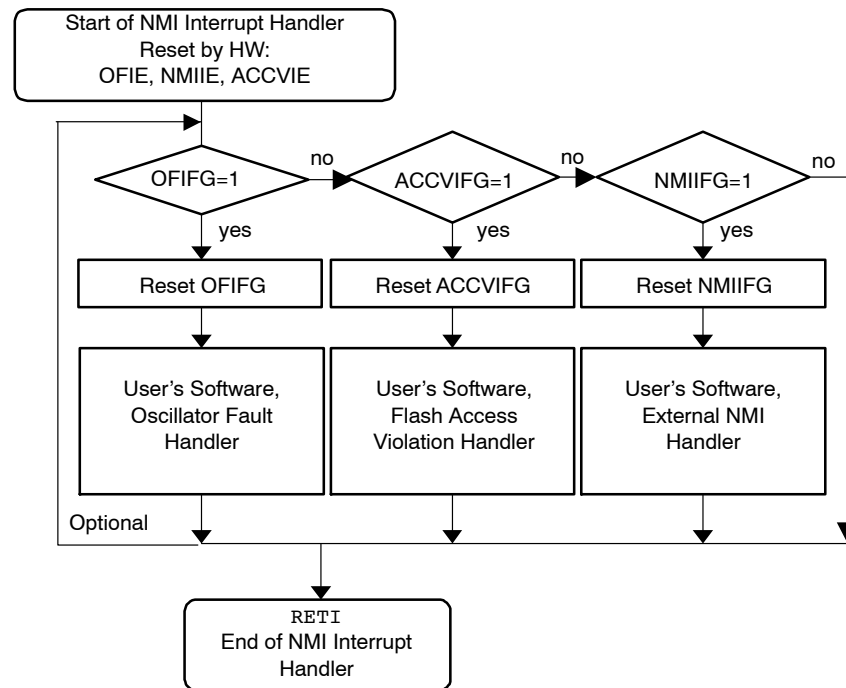 Start of NMI Interrupt Handler
Reset by HW:
OFIE, NMIIE, ACCVIE
OFIFG=1
no
ACCVIFG=1
no
NMIIFG=1
no
yes
yes
yes
Reset OFIFG
Reset ACCVIFG
Reset NMIIFG
User’s Software,
Oscillator Fault
Handler
User’s Software,
Flash Access
Violation Handler
User’s Software,
External NMI
Handler
Optional
RETI
End of NMI Interrupt
Handler